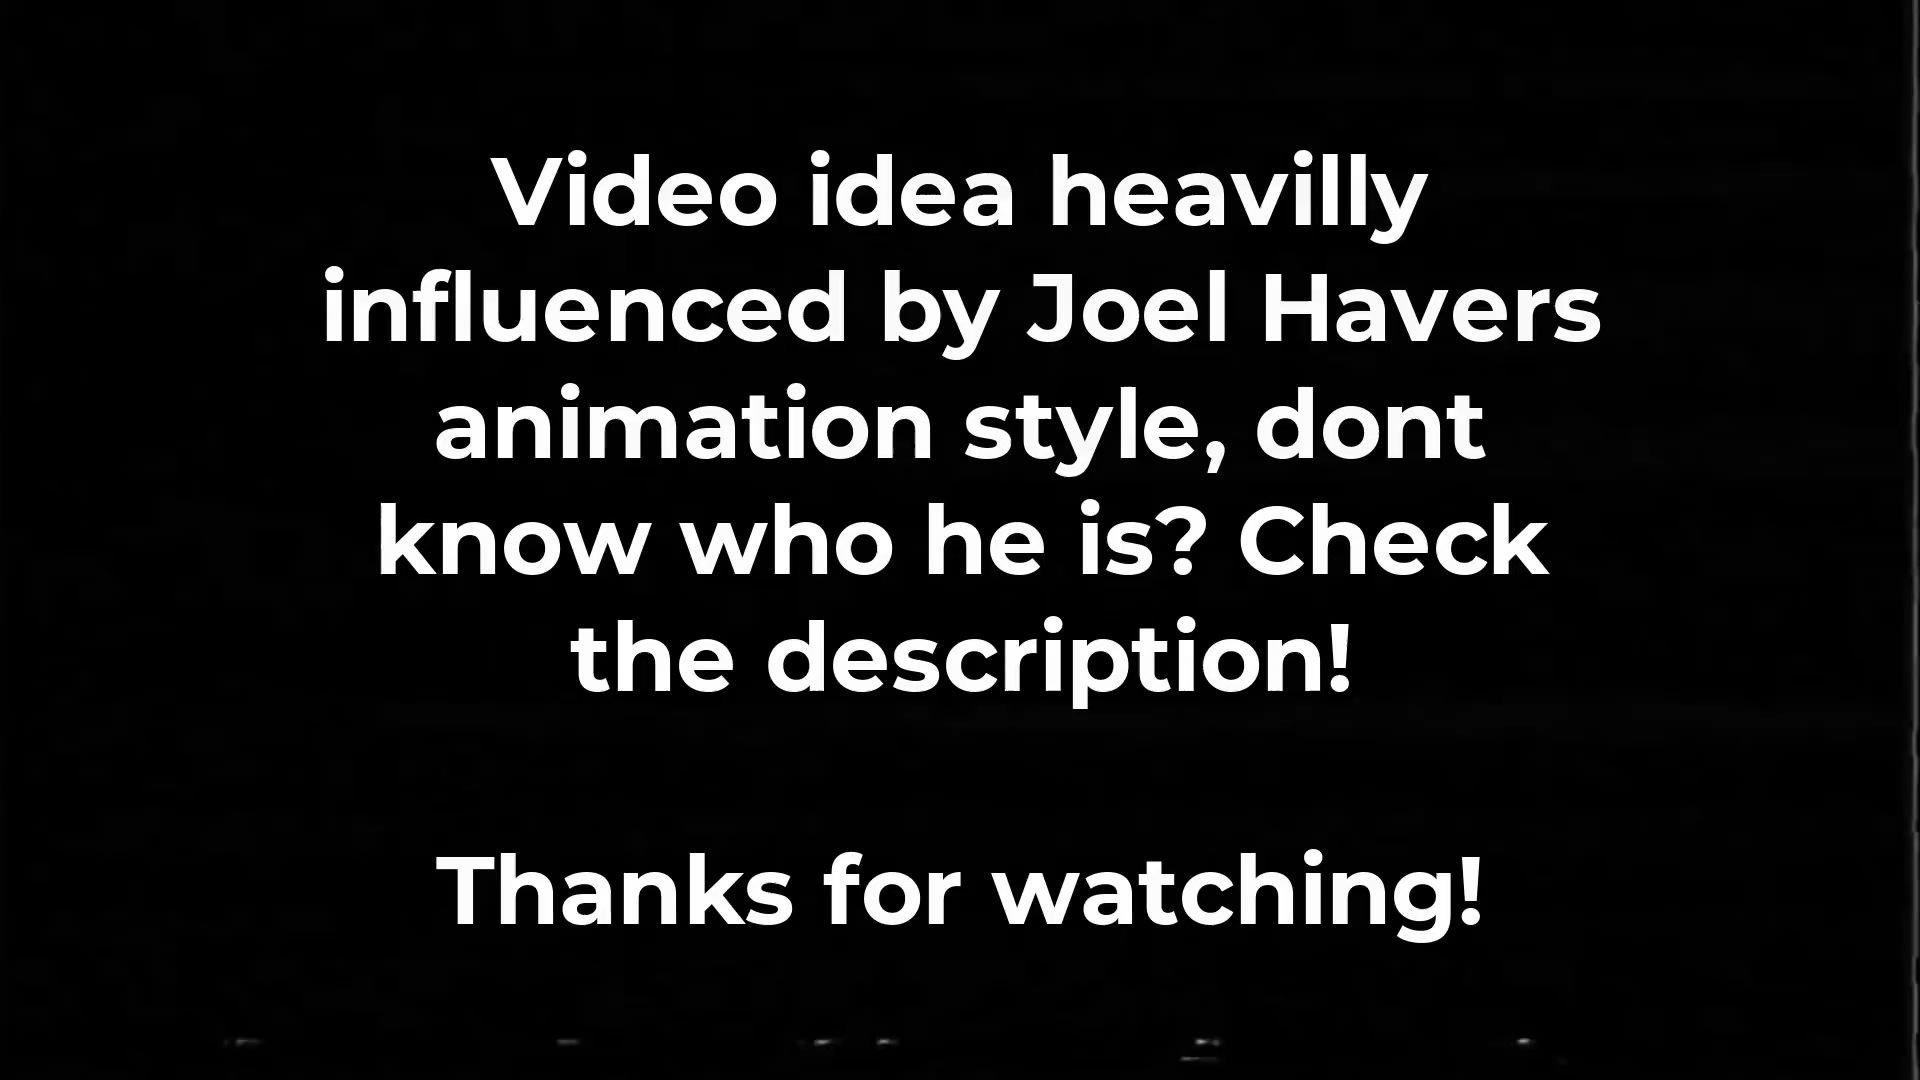 Video idea heavilly
influenced by Joel Havers
animation style, dont
know who he is? Check
the description!
Thanks for watching!